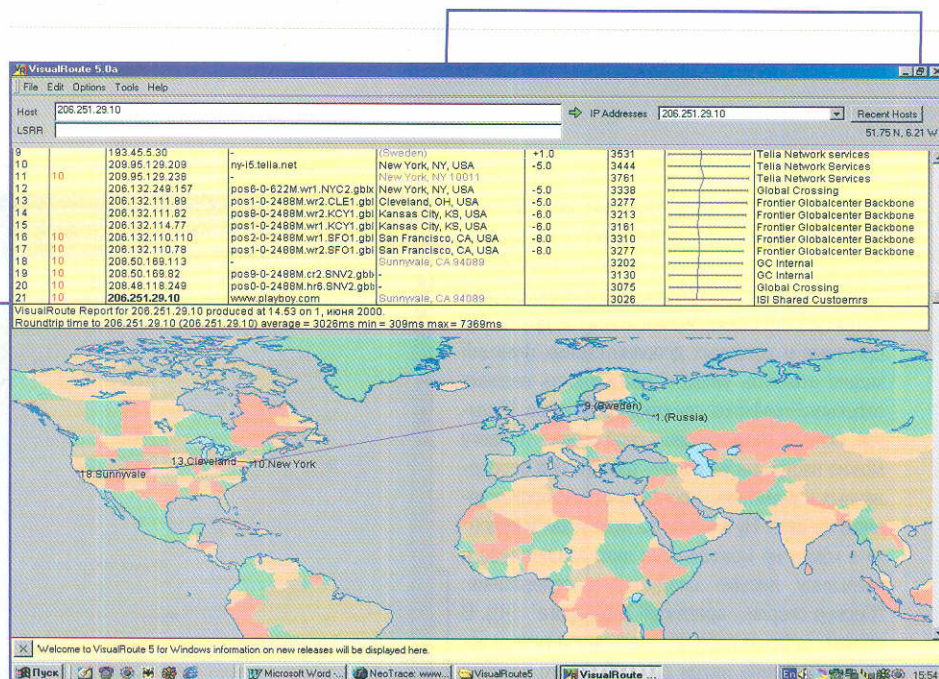 VisualRoute 5.0a
File Edit Options Tools Help
Host 206.251.29.10 IP Addresses 206.251.29.10 Recent Hosts
LSRR 51.75 N, 6.21 W
9 193.45.5.30 - (Sweden) +1.0 3531 Telia Network services
10 209.95.129.209 ny-i5.telia.net New York, NY, USA -5.0 3444 Telia Network Services
11 10 209.95.129.238 - New York, NY 10011 3761 Telia Network Services
12 206.132.249.157 pos6-0-622M.wr1.NYC2.gblx New York, NY, USA -5.0 3338 Global Crossing
13 206.132.111.89 pos1-0-2488M.wr2.CLE1.gbl Cleveland, OH, USA -5.0 3277 Frontier Globalcenter Backbone
14 206.132.111.82 pos8-0-2488M.wr2.KCY1.gbl Kansas City, KS, USA -6.0 3213 Frontier Globalcenter Backbone
15 206.132.114.77 pos1-0-2488M.wr1.KCY1.gbl Kansas City, KS, USA -6.0 3161 Frontier Globalcenter Backbone
16 10 206.132.110.110 pos2-0-2488M.wr1.SFO1.gbl San Francisco, CA, USA -8.0 3310 Frontier Globalcenter Backbone
17 10 206.132.110.78 pos1-0-2488M.wr2.SFO1.gbl San Francisco, CA, USA -8.0 3277 Frontier Globalcenter Backbone
18 10 208.50.169.113 - Sunnyvale, CA 94089 3202 GC Internal
19 10 208.50.169.82 pos9-0-2488M.cr2.SNV2.gbl - 3130 GC Internal
20 10 208.48.118.249 pos0-0-2488M.hr6.SNV2.gbl - 3075 Global Crossing
21 10 206.251.29.10 www.playboy.com Sunnyvale, CA 94089 3026 ISI Shared Custoemrs
VisualRoute Report for 206.251.29.10 produced at 14.53 on 1, июня 2000.
Roundtrip time to 206.251.29.10 (206.251.29.10) average = 3026ms min = 309ms max = 7369ms
9.(Sweden)
1.(Russia)
13.Cleveland
10.New York
18.Sunnyvale
Welcome to VisualRoute 5 for Windows information on new releases will be displayed here.
Пуск Microsoft Word -... NeoTrace: www... VisualRoute5 VisualRoute ... En 15:54